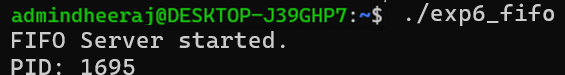 admindheeraj@DESKTOP-J39GHP7:~$ ./exp6_fifo
FIFO Server started.
PID: 1695